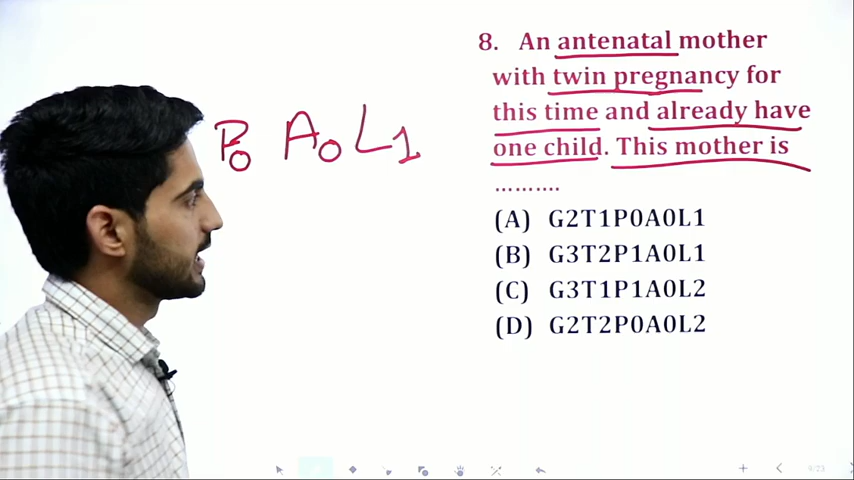 P0 A0 L1
8. An antenatal mother
with twin pregnancy for
this time and already have
one child. This mother is
..........
(A) G2T1P0A0L1
(B) G3T2P1A0L1
(C) G3T1P1A0L2
(D) G2T2P0A0L2